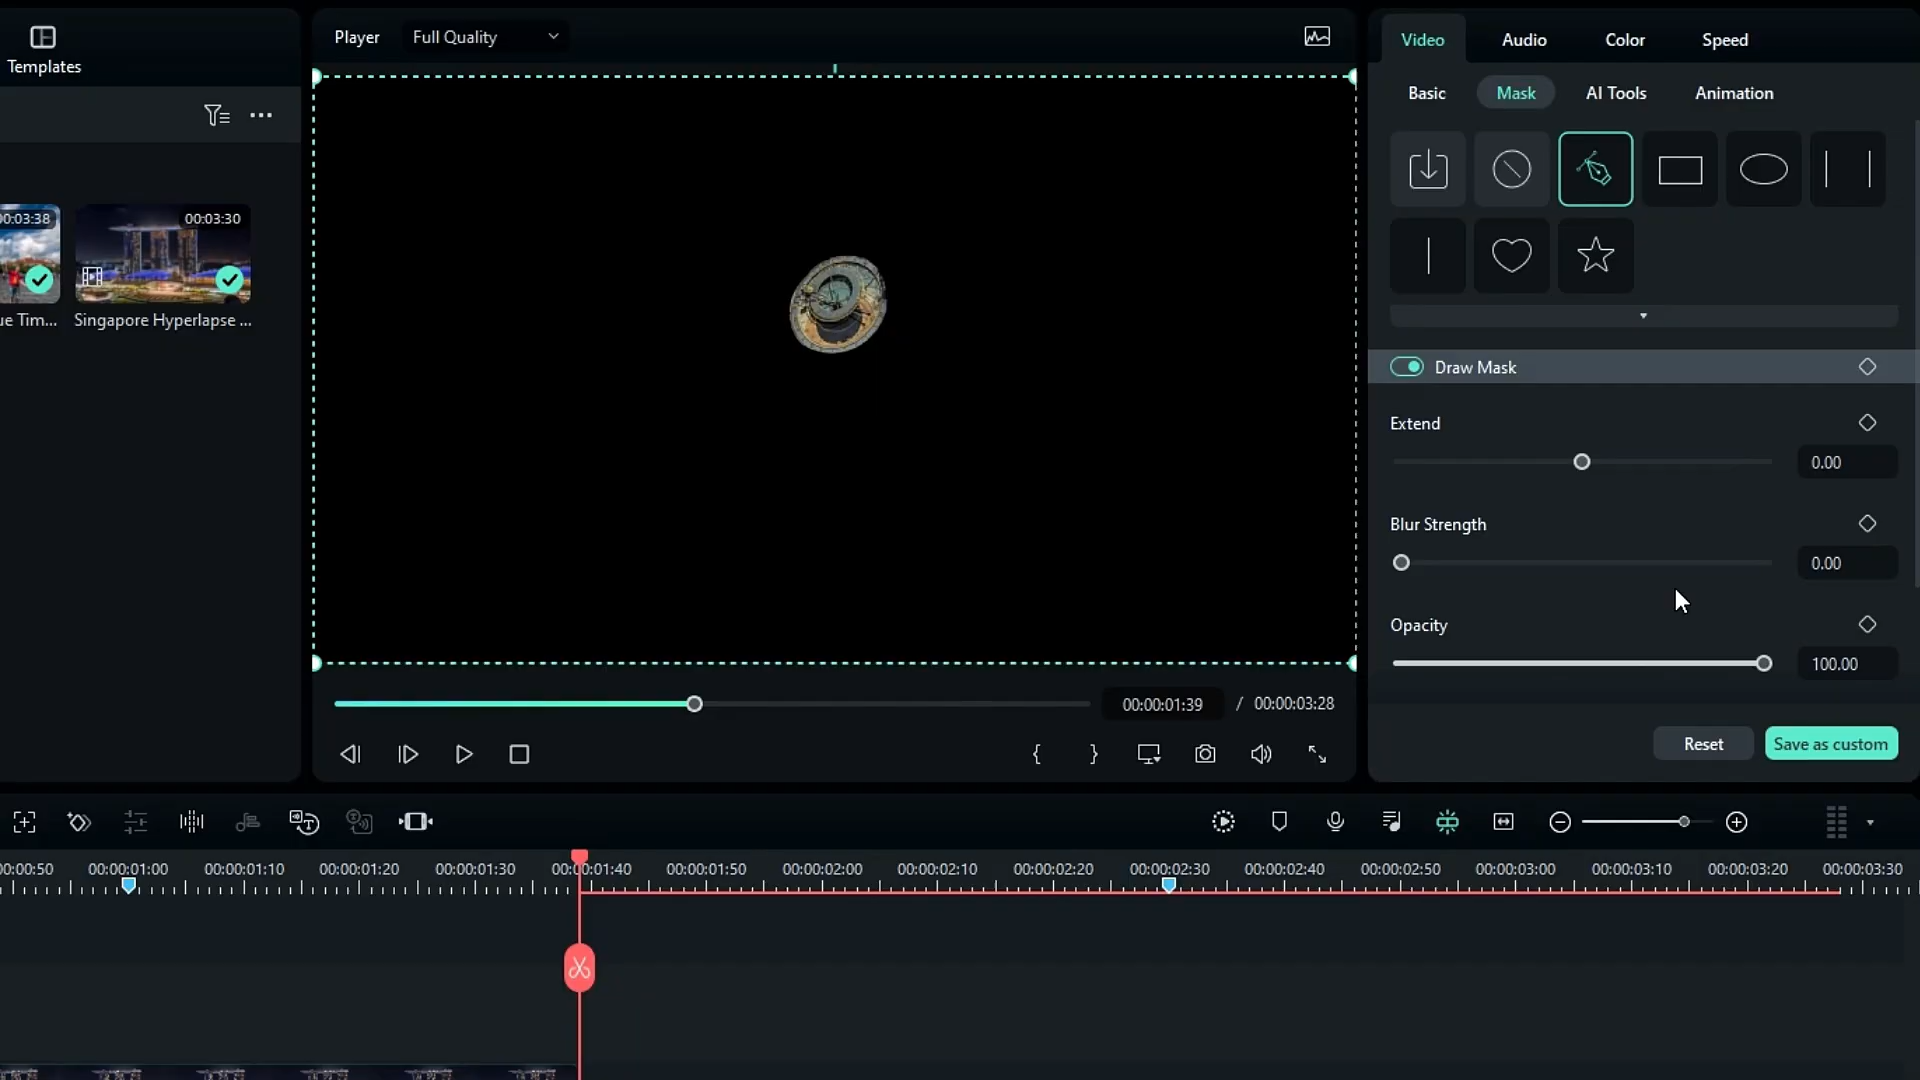 Templates
00:03:38
00:03:30
ue Tim...
Singapore Hyperlapse ...
Player
Full Quality
00:00:01:39
/
00:00:03:28
Video
Audio
Color
Speed
Basic
Mask
AI Tools
Animation
Draw Mask
Extend
0.00
Blur Strength
0.00
Opacity
100.00
Reset
Save as custom
00:00:50
00:00:01:00
00:00:01:10
00:00:01:20
00:00:01:30
00:00:01:40
00:00:01:50
00:00:02:00
00:00:02:10
00:00:02:20
00:00:02:30
00:00:02:40
00:00:02:50
00:00:03:00
00:00:03:10
00:00:03:20
00:00:03:30